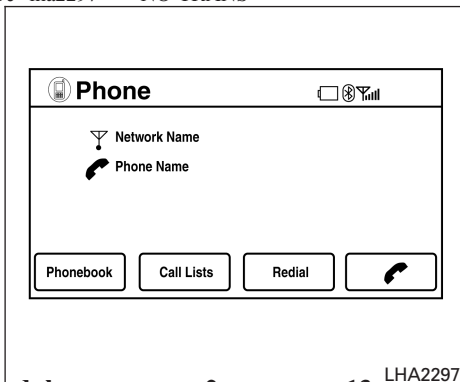 Phone
Network Name
Phone Name
Phonebook Call Lists Redial
LHA2297